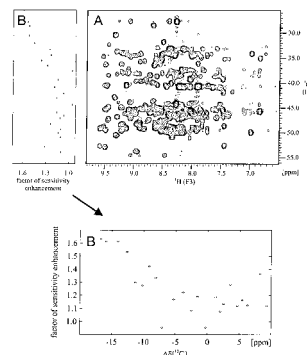 B
A
30.0
35.0
40.0
45.0
50.0
55.0
[ppm]
1.6 1.3 1.0
factor of sensitivity
enhancement
9.5 9.0 8.5 8.0 7.5 7.0
[ppm]
¹H (F3)
B
factor of sensitivity enhancement
1.6
1.5
1.4
1.3
1.2
1.1
1.0
-15 -10 -5 0 5
[ppm]
Δδ(¹³C)